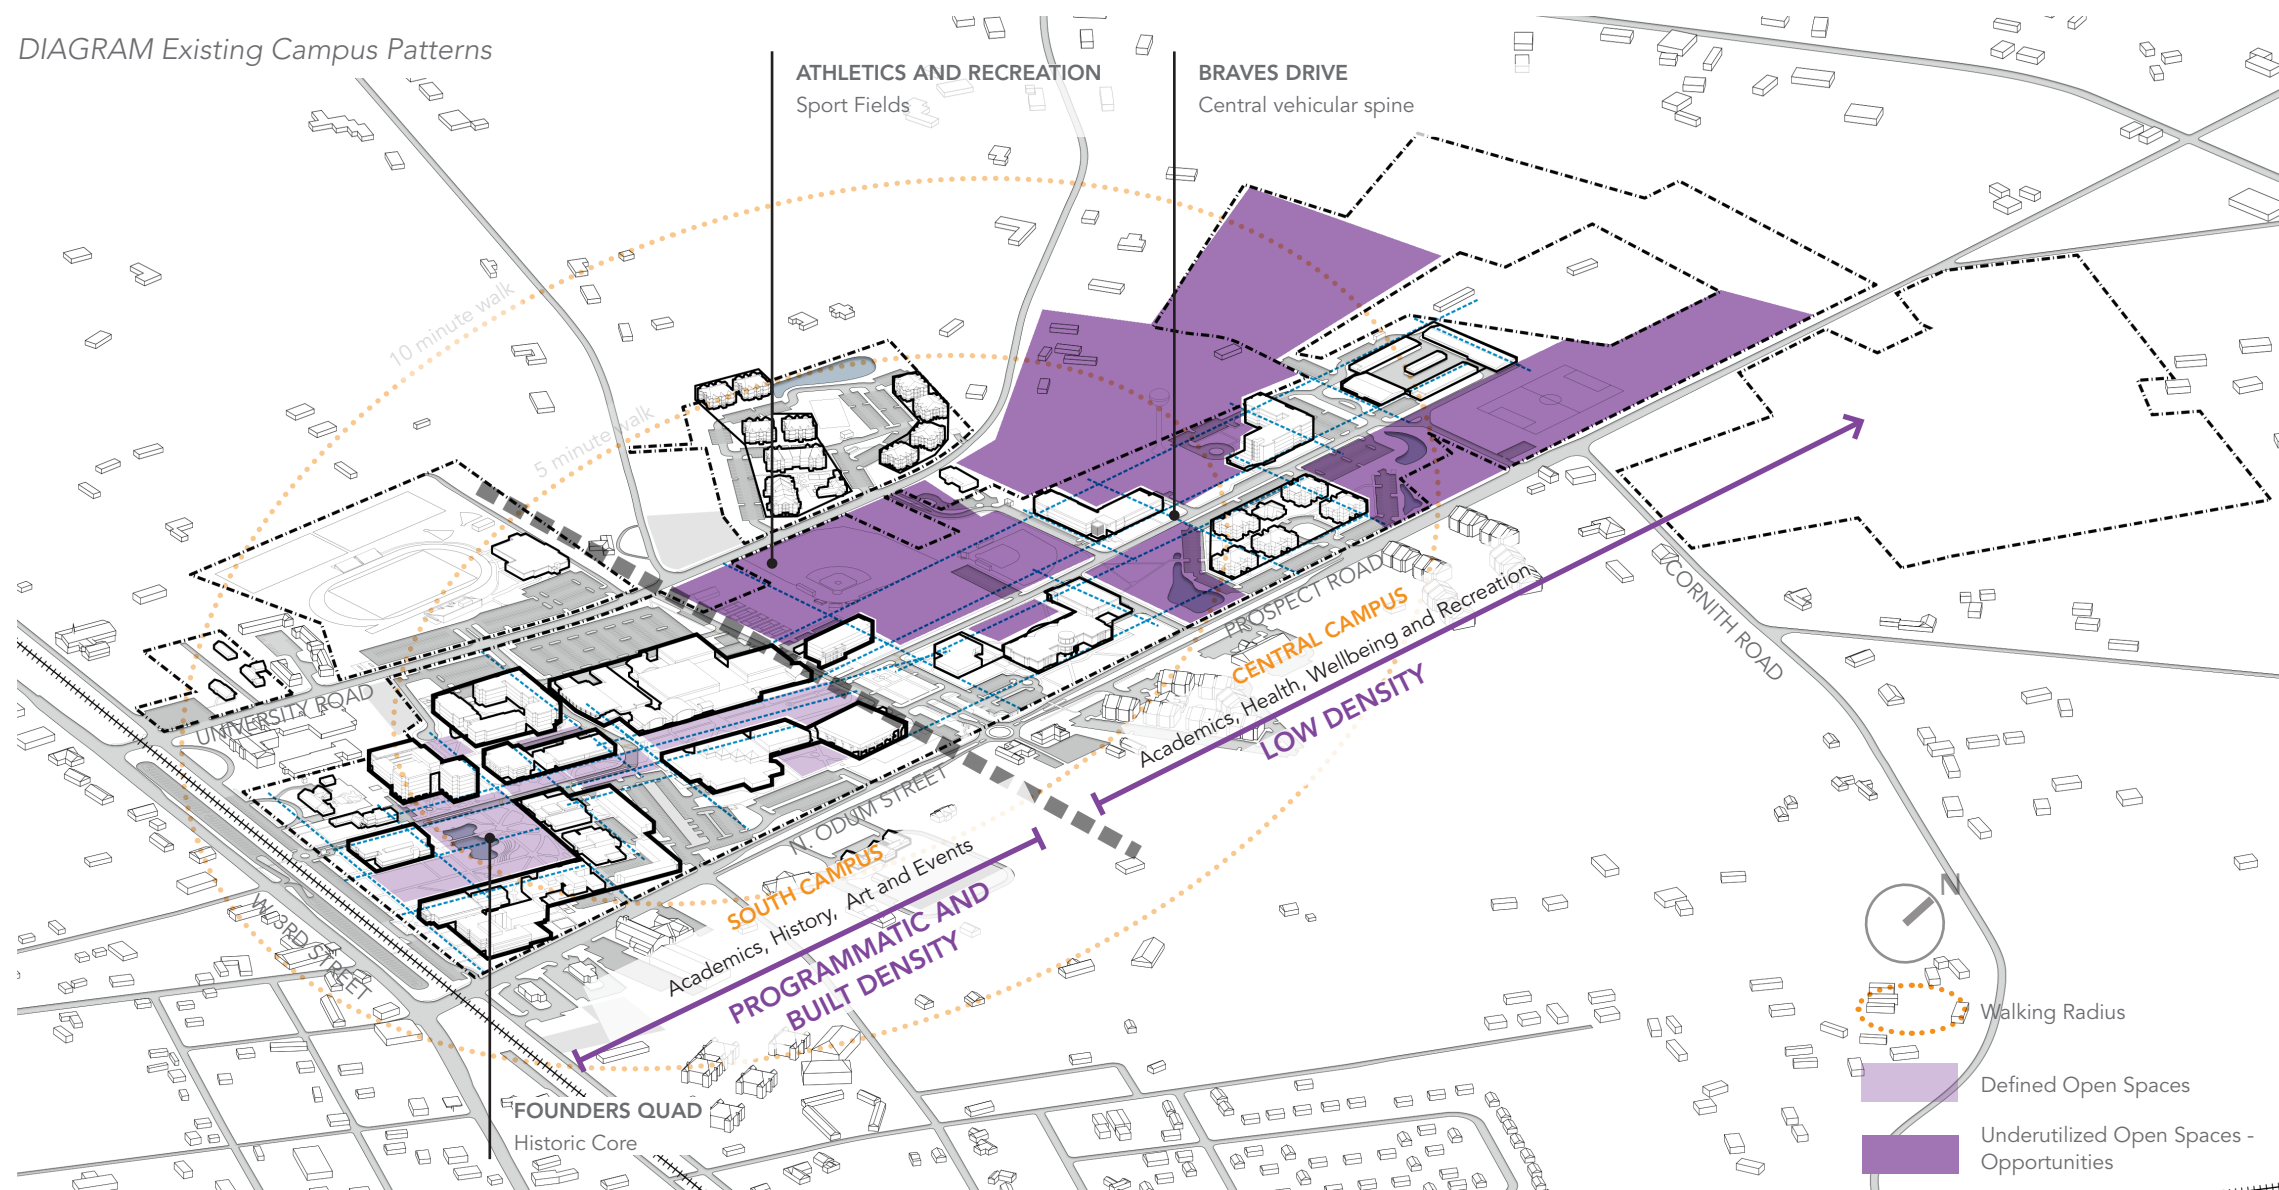 DIAGRAM Existing Campus Patterns
ATHLETICS AND RECREATION
Sport Fields
BRAVES DRIVE
Central vehicular spine
10 minute walk
5 minute walk
UNIVERSITY ROAD
PROSPECT ROAD
CORNITH ROAD
CENTRAL CAMPUS
Academics, Health, Wellbeing and Recreation
LOW DENSITY
N. ODUM STREET
SOUTH CAMPUS
Academics, History, Art and Events
PROGRAMMATIC AND
BUILT DENSITY
W. 3RD STREET
FOUNDERS QUAD
Historic Core
N
Walking Radius
Defined Open Spaces
Underutilized Open Spaces -
Opportunities